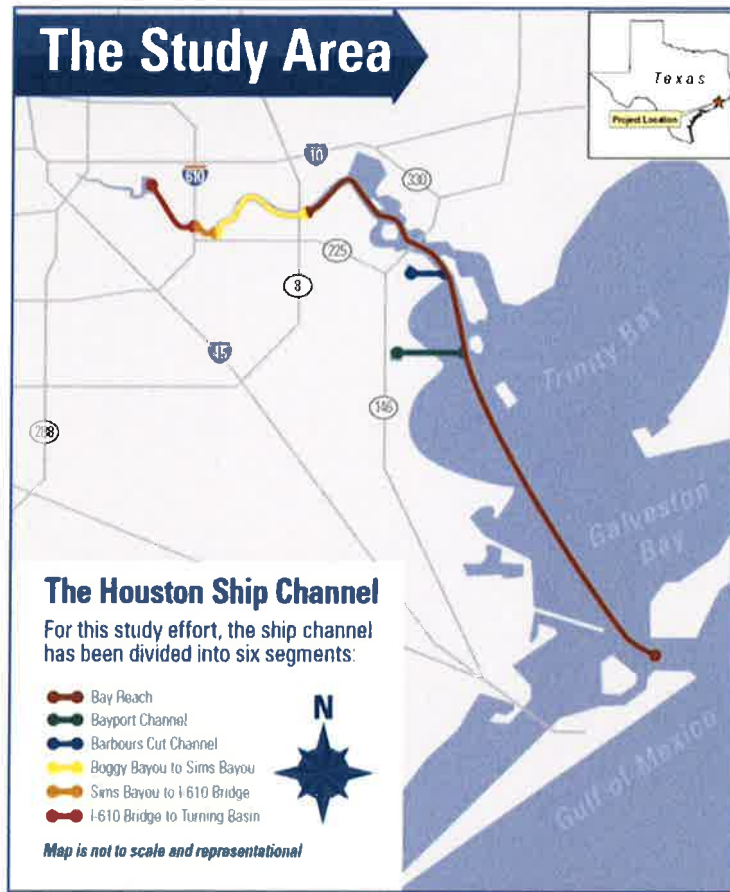 The Study Area
Texas
Project Location
610
10
330
225
8
45
146
288
Trinity Bay
Galveston
Bay
Gulf of Mexico
The Houston Ship Channel
For this study effort, the ship channel
has been divided into six segments:
Bay Reach
Bayport Channel
Barbours Cut Channel
Boggy Bayou to Sims Bayou
Sims Bayou to I-610 Bridge
I-610 Bridge to Turning Basin
N
Map is not to scale and representational